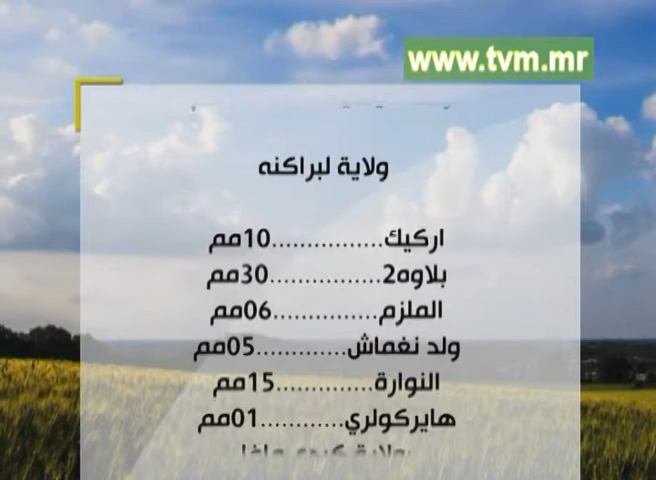 www.tvm.mr
ولاية لبراكنه
اركيك................10مم
بلاوه2................30مم
الملزم...............06مم
ولد نغماش.............05مم
النوارة..............15مم
هايركولري............01مم